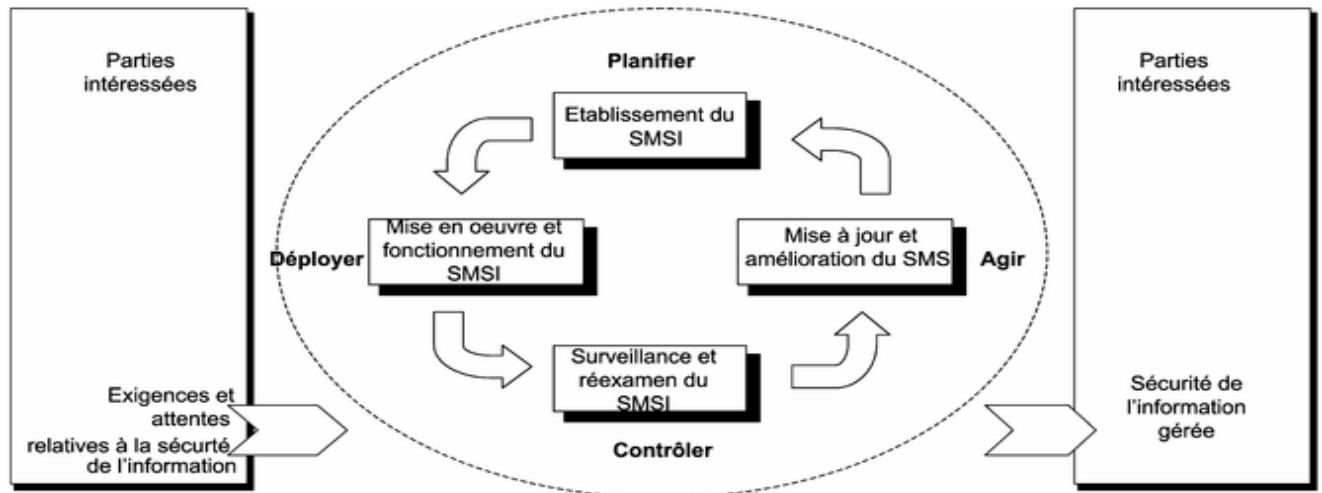 Parties
intéressées
Exigences et
attentes
relatives à la sécurté
de l'information
Planifier
Etablissement du
SMSI
Déployer
Mise en oeuvre et
fonctionnement du
SMSI
Mise à jour et
amélioration du SMS
Agir
Surveillance et
réexamen du
SMSI
Contrôler
Parties
intéressées
Sécurité de
l'information
gérée